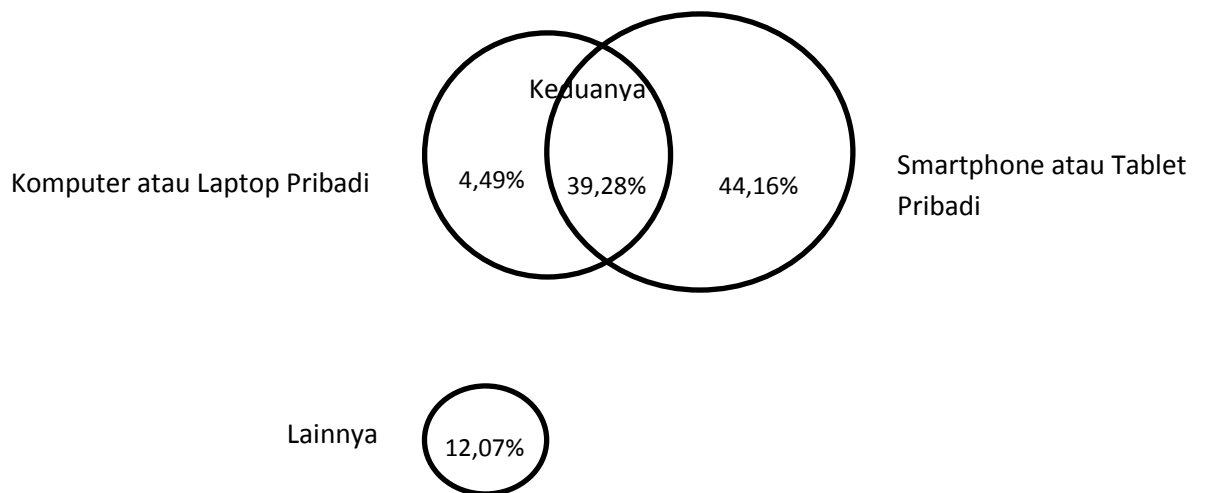 Keduanya
Komputer atau Laptop Pribadi
4,49%
39,28%
44,16%
Smartphone atau Tablet
Pribadi
Lainnya
12,07%